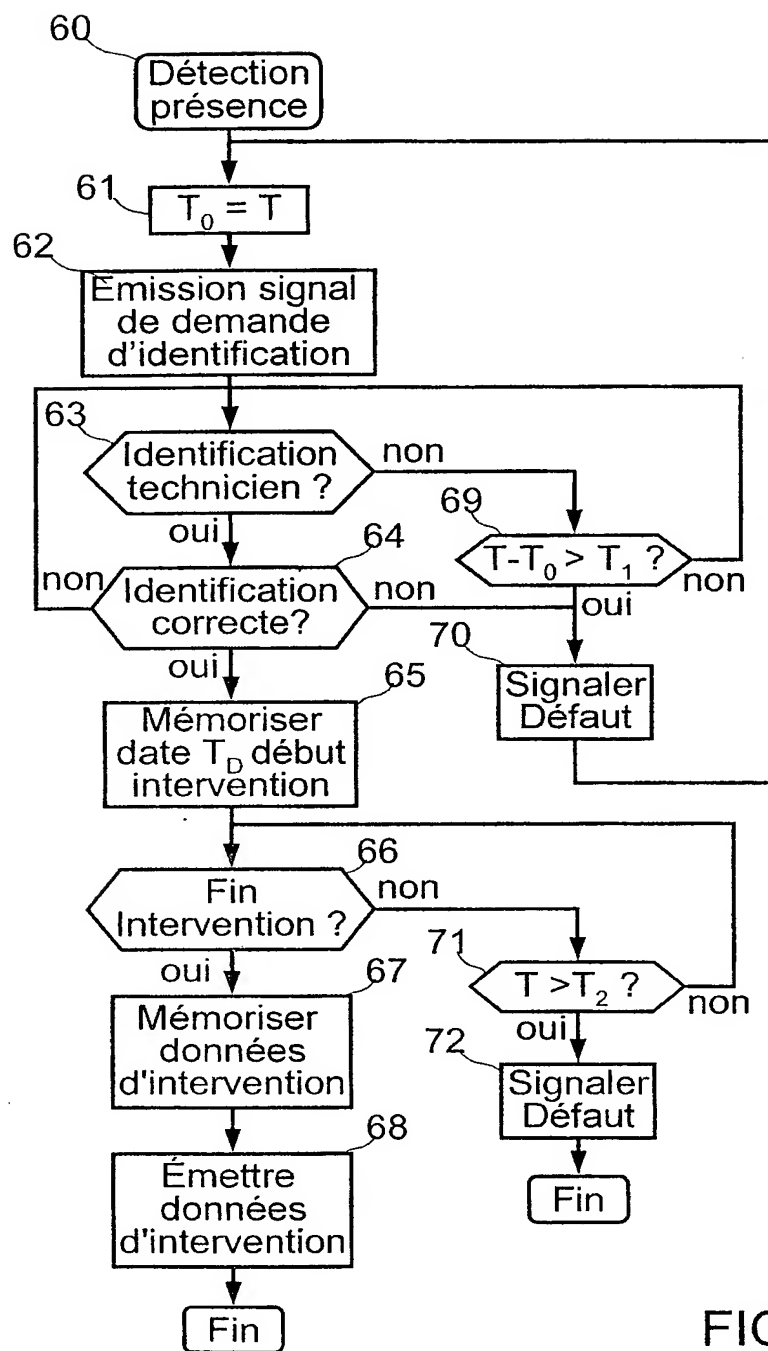 60
Détection
présence
61
T₀ = T
62
Emission signal
de demande
d'identification
63
Identification
technicien ?
non
oui
69
T-T₀ > T₁ ?
non
oui
64
Identification
correcte?
non
non
oui
70
Signaler
Défaut
65
Mémoriser
date T_D début
intervention
66
Fin
Intervention ?
non
oui
71
T >T₂ ?
non
oui
67
Mémoriser
données
d'intervention
72
Signaler
Défaut
Fin
68
Émettre
données
d'intervention
Fin
FIG